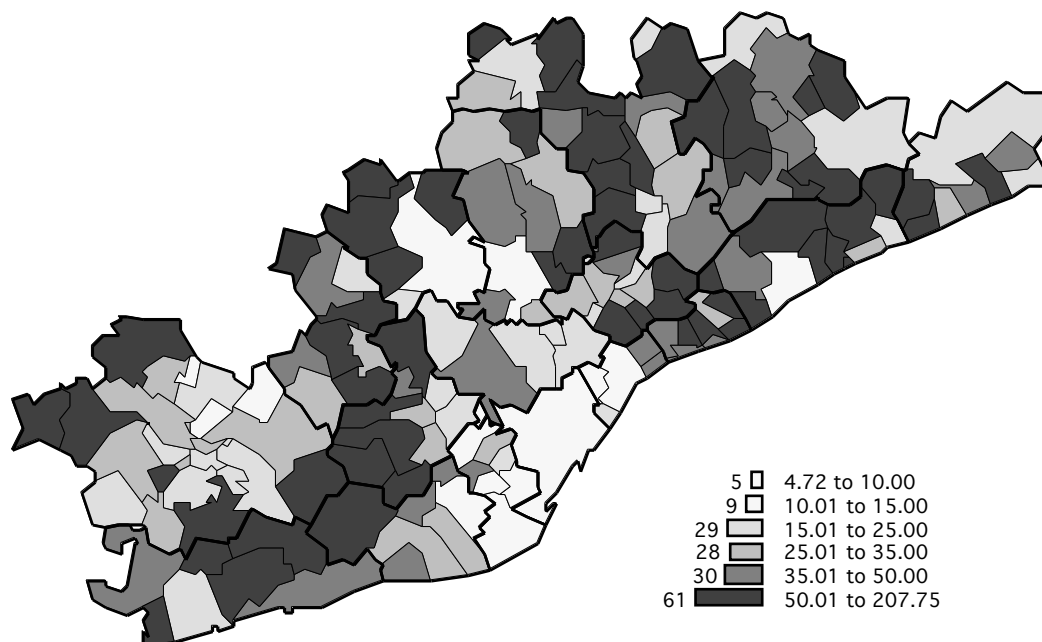 5 4.72 to 10.00
9 10.01 to 15.00
29 15.01 to 25.00
28 25.01 to 35.00
30 35.01 to 50.00
61 50.01 to 207.75